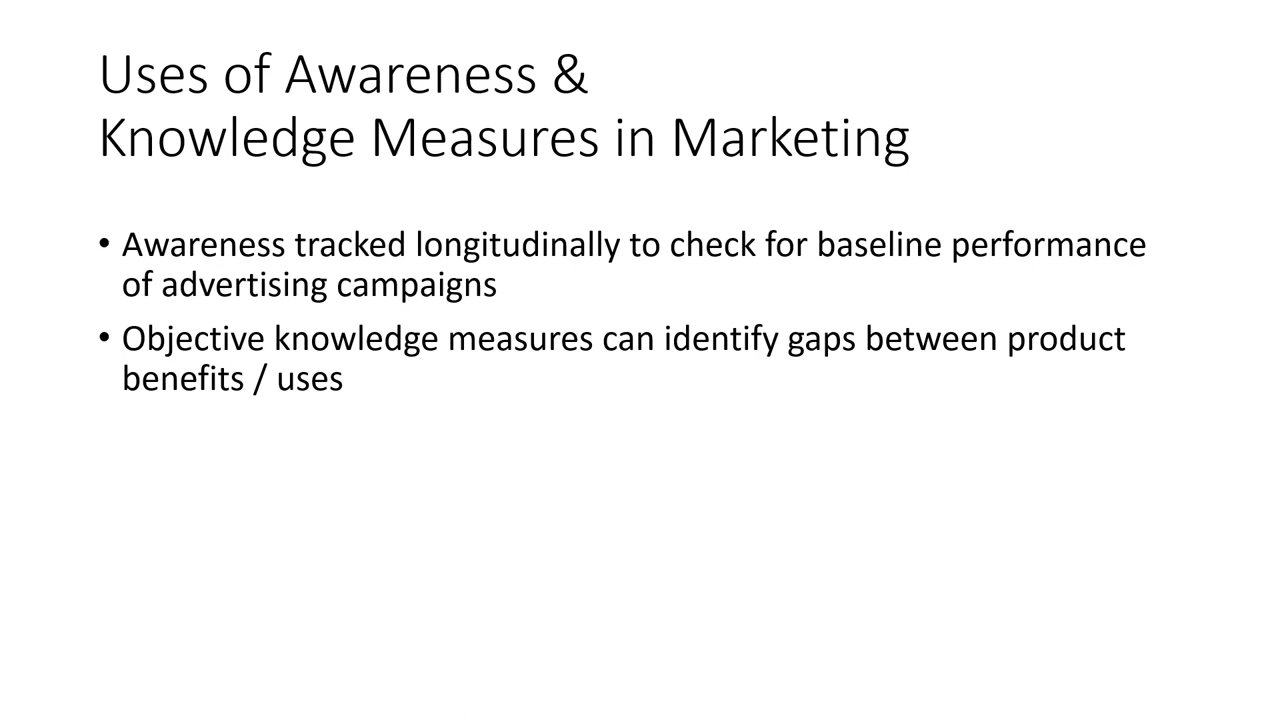 Uses of Awareness &
Knowledge Measures in Marketing
• Awareness tracked longitudinally to check for baseline performance
of advertising campaigns
• Objective knowledge measures can identify gaps between product
benefits / uses